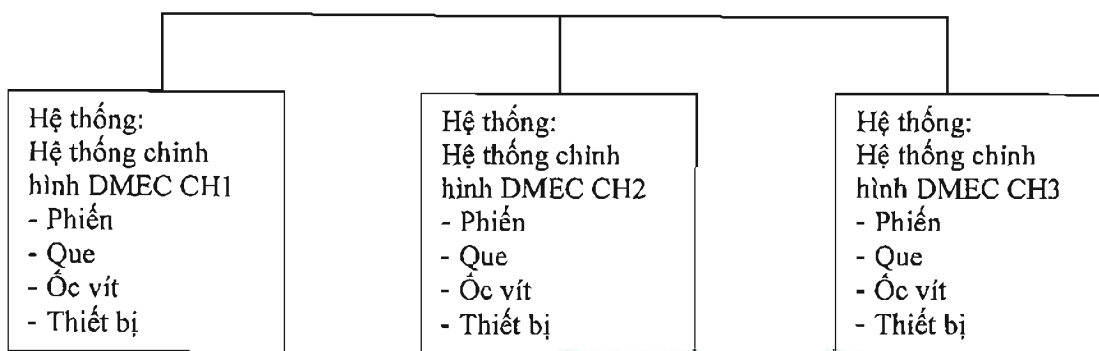 Hệ thống:
Hệ thống chỉnh
hình DMEC CH1
- Phiến
- Que
- Ốc vít
- Thiết bị
Hệ thống:
Hệ thống chỉnh
hình DMEC CH2
- Phiến
- Que
- Ốc vít
- Thiết bị
Hệ thống:
Hệ thống chỉnh
hình DMEC CH3
- Phiến
- Que
- Ốc vít
- Thiết bị